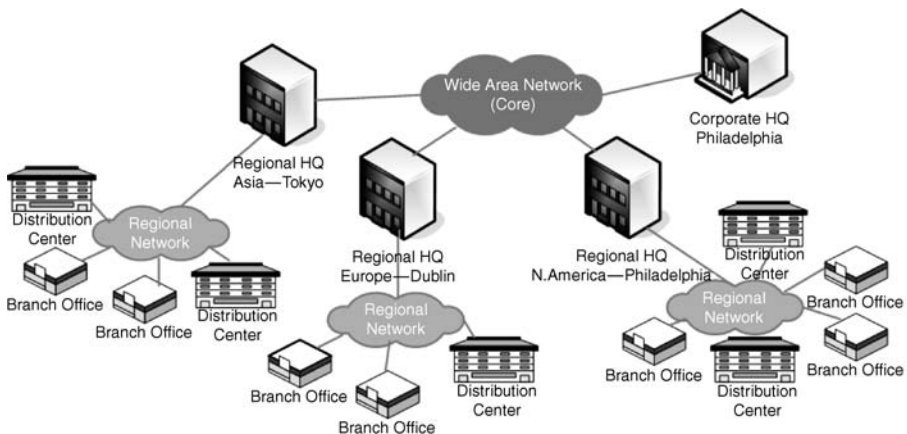 Wide Area Network
(Core)
Corporate HQ
Philadelphia
Regional HQ
Asia—Tokyo
Distribution
Center
Regional
Network
Branch Office
Branch Office
Distribution
Center
Regional HQ
Europe—Dublin
Regional
Network
Branch Office
Branch Office
Distribution
Center
Regional HQ
N.America—Philadelphia
Distribution
Center
Regional
Network
Branch Office
Branch Office
Branch Office
Distribution
Center